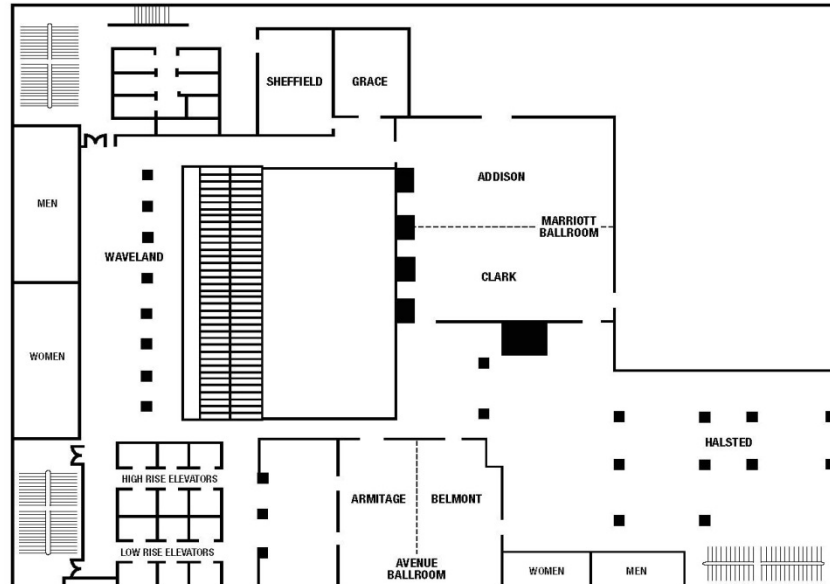 SHEFFIELD
GRACE
ADDISON
MEN
MARRIOTT
BALLROOM
WAVELAND
CLARK
WOMEN
HALSTED
HIGH RISE ELEVATORS
ARMITAGE
BELMONT
LOW RISE ELEVATORS
AVENUE
BALLROOM
WOMEN
MEN